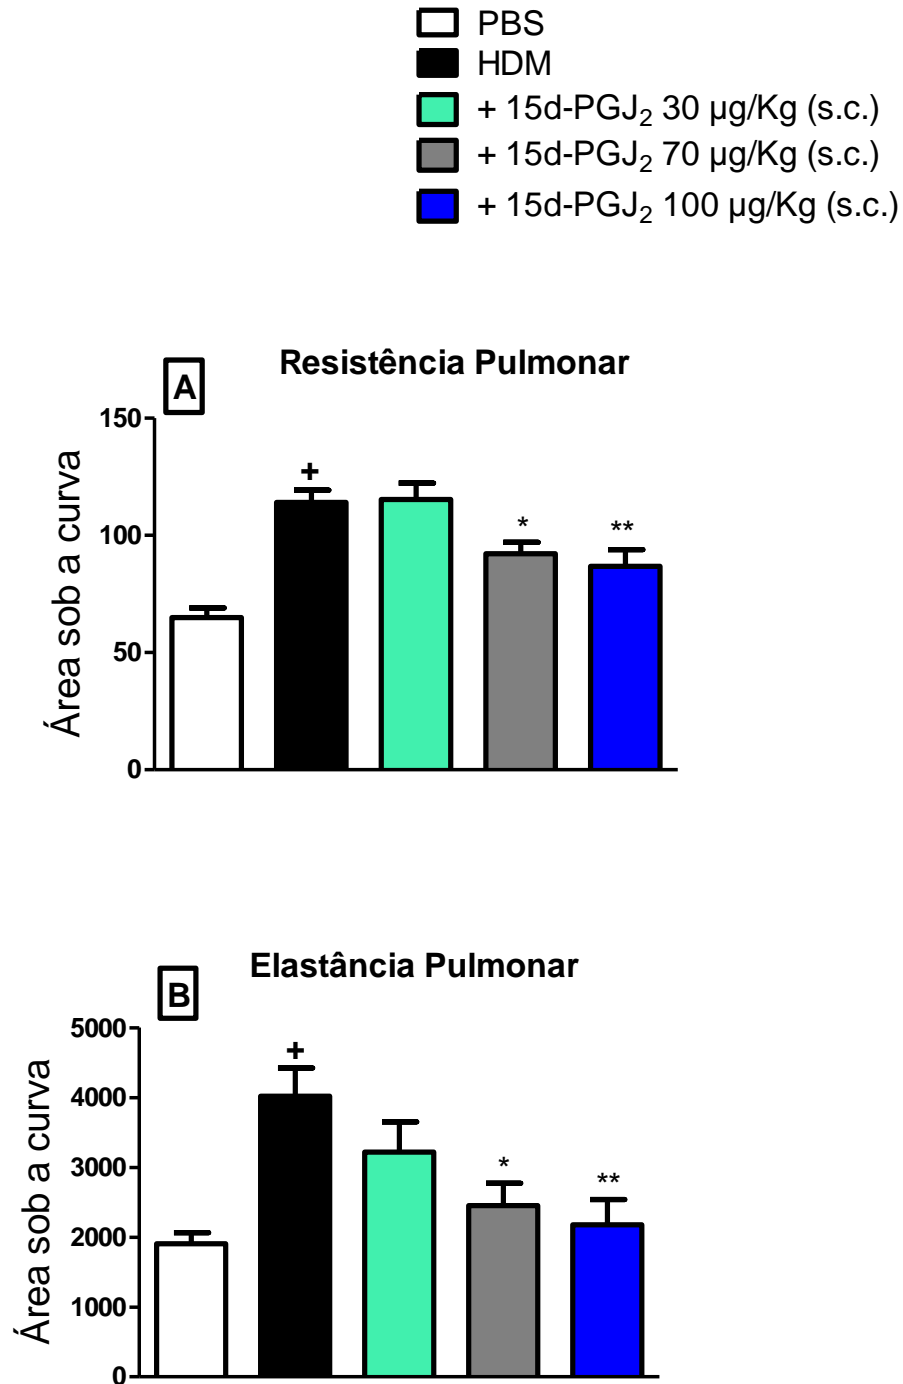 PBS
HDM
+ 15d-PGJ₂ 30 µg/Kg (s.c.)
+ 15d-PGJ₂ 70 µg/Kg (s.c.)
+ 15d-PGJ₂ 100 µg/Kg (s.c.)
A
Resistência Pulmonar
Área sob a curva
150
100
50
0
+
*
**
B
Elastância Pulmonar
Área sob a curva
5000
4000
3000
2000
1000
0
+
*
**